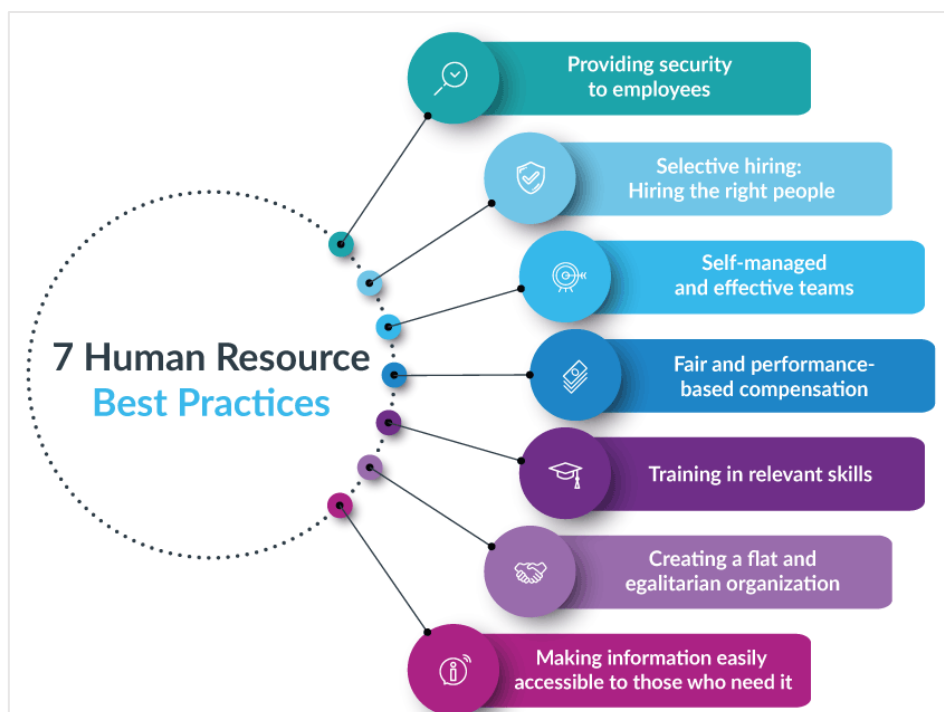 7 Human Resource
Best Practices
Providing security
to employees
Selective hiring:
Hiring the right people
Self-managed
and effective teams
Fair and performance-
based compensation
Training in relevant skills
Creating a flat and
egalitarian organization
Making information easily
accessible to those who need it